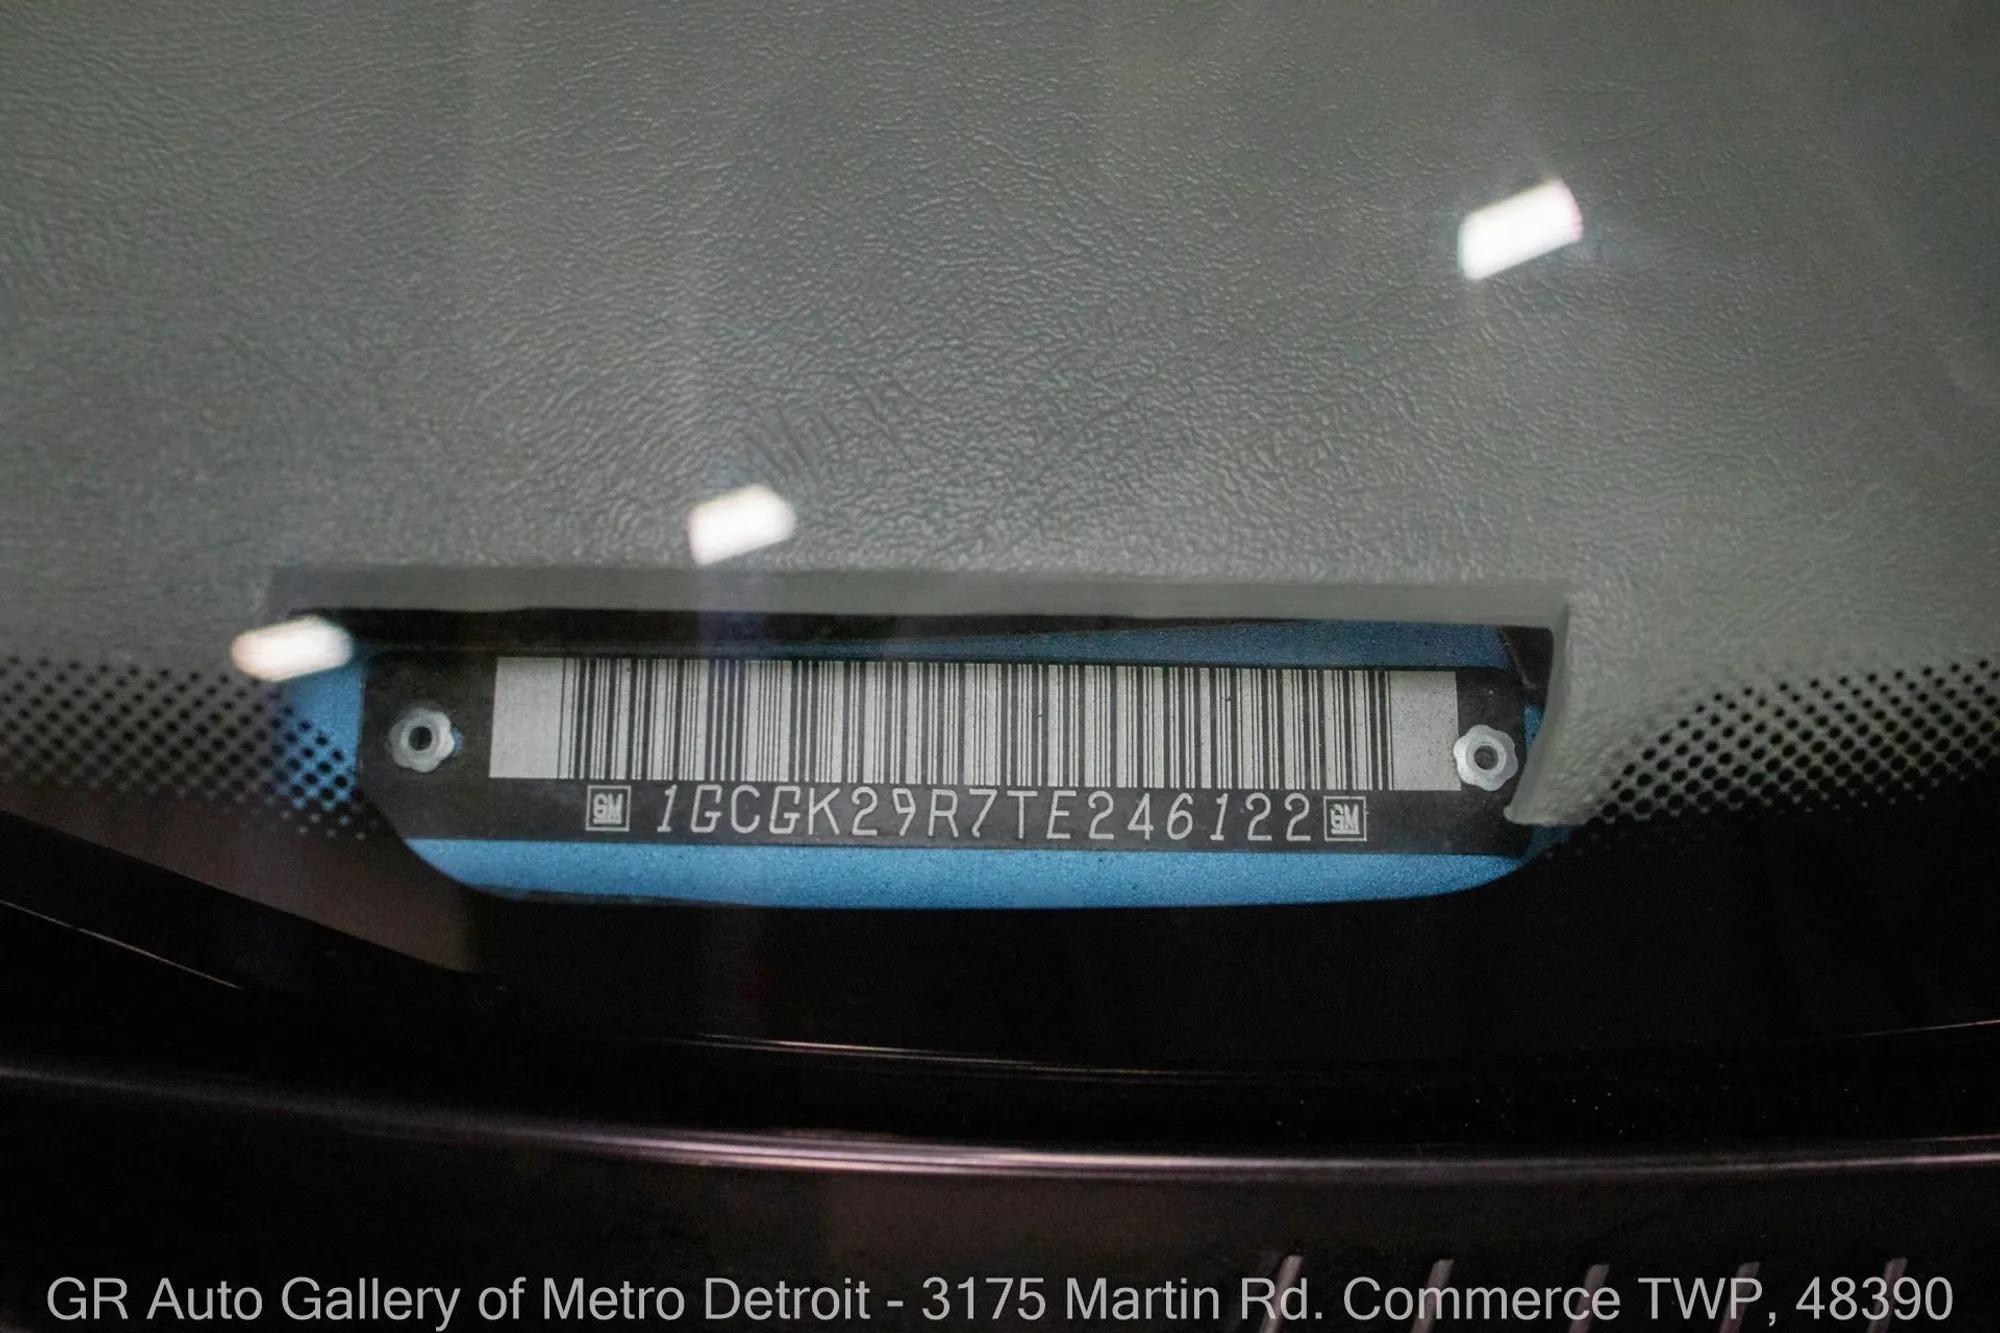 GM 1GCGK29R7TE246122 GM
GR Auto Gallery of Metro Detroit - 3175 Martin Rd. Commerce TWP, 48390